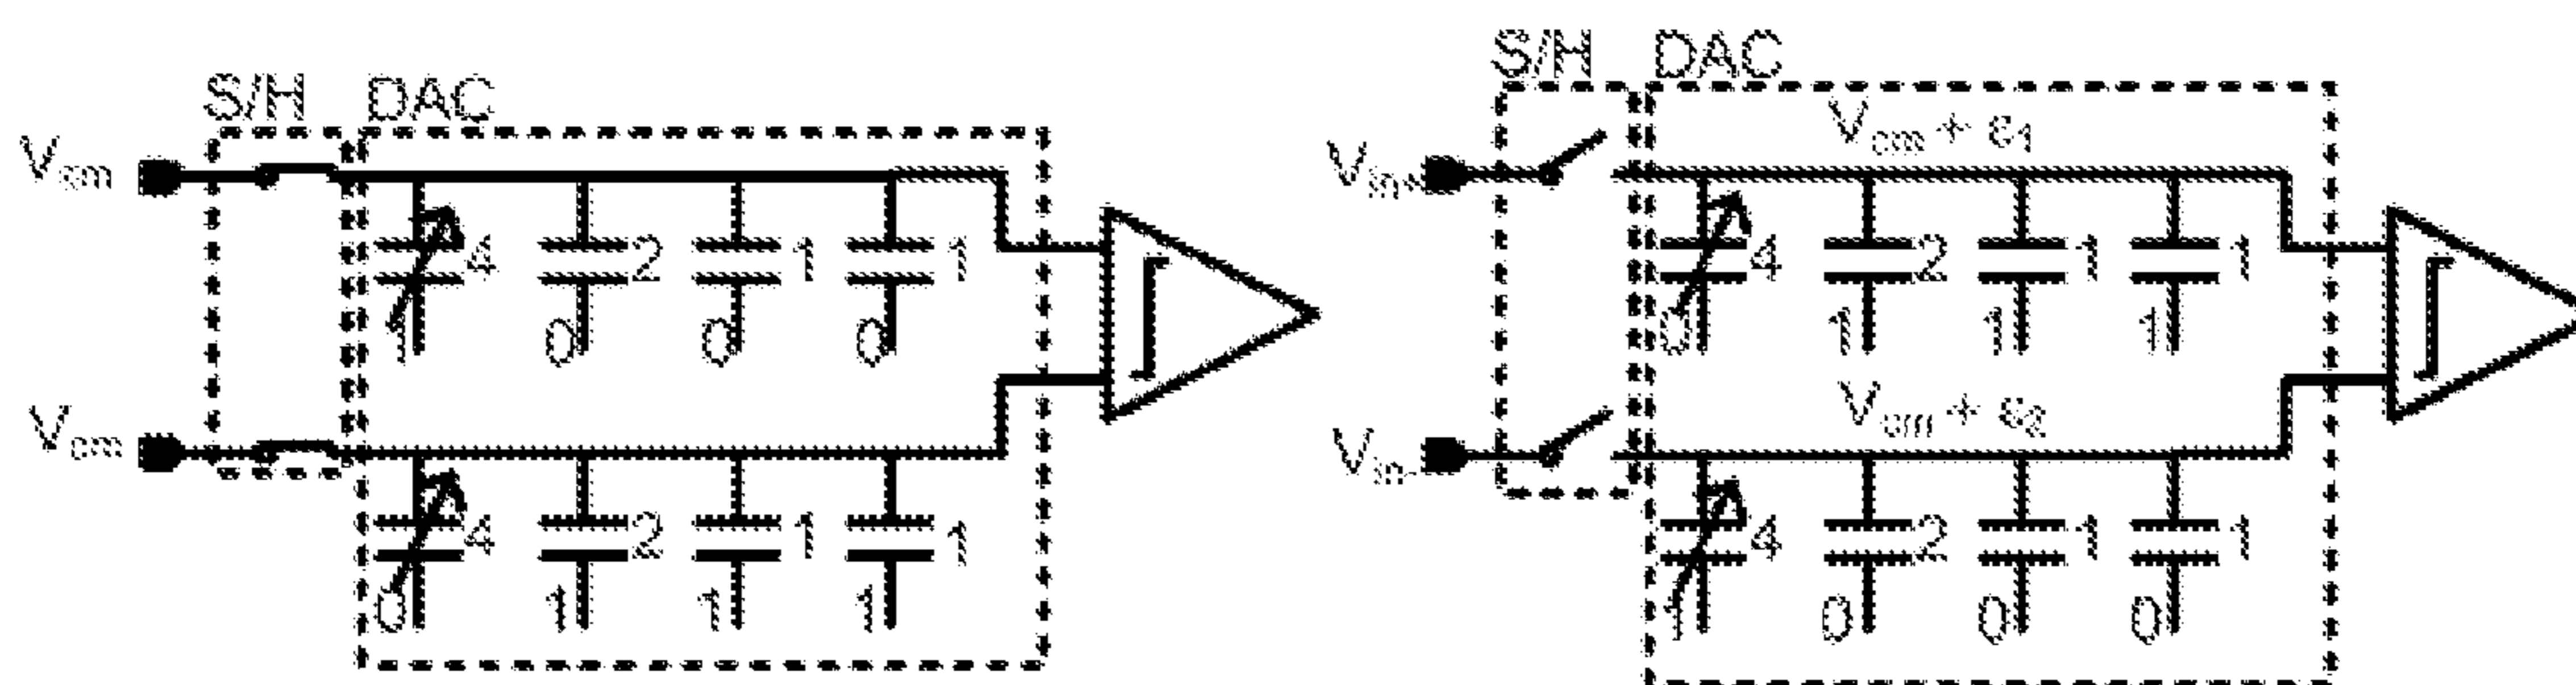 S/H DAC
Vcm
4 2 1 1
1 0 0 0
Vcm
4 2 1 1
0 1 1 1
S/H DAC
Vcm + ε1
Vin+
4 2 1 1
0 1 1 1
Vcm + ε2
Vin-
4 2 1 1
1 0 0 0